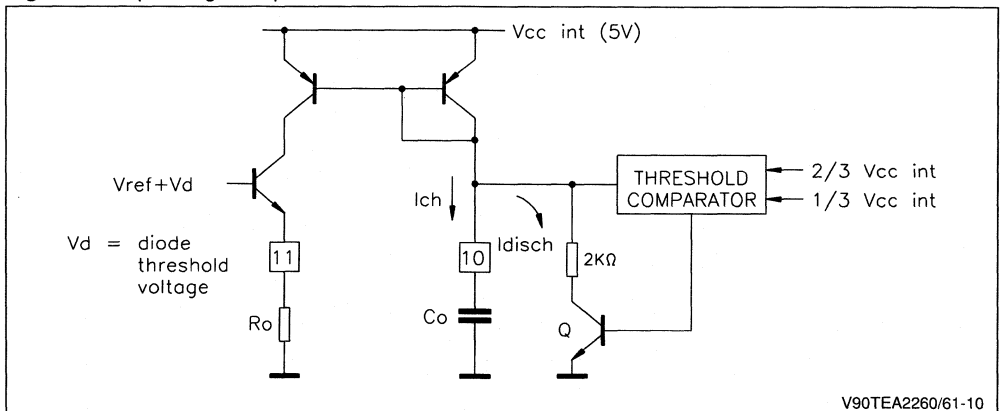 Vcc int (5V)
Vref+Vd
Vd = diode
threshold
voltage
11
Ro
Ich
Idisch
10
Co
2KΩ
Q
THRESHOLD
COMPARATOR
2/3 Vcc int
1/3 Vcc int
V90TEA2260/61-10